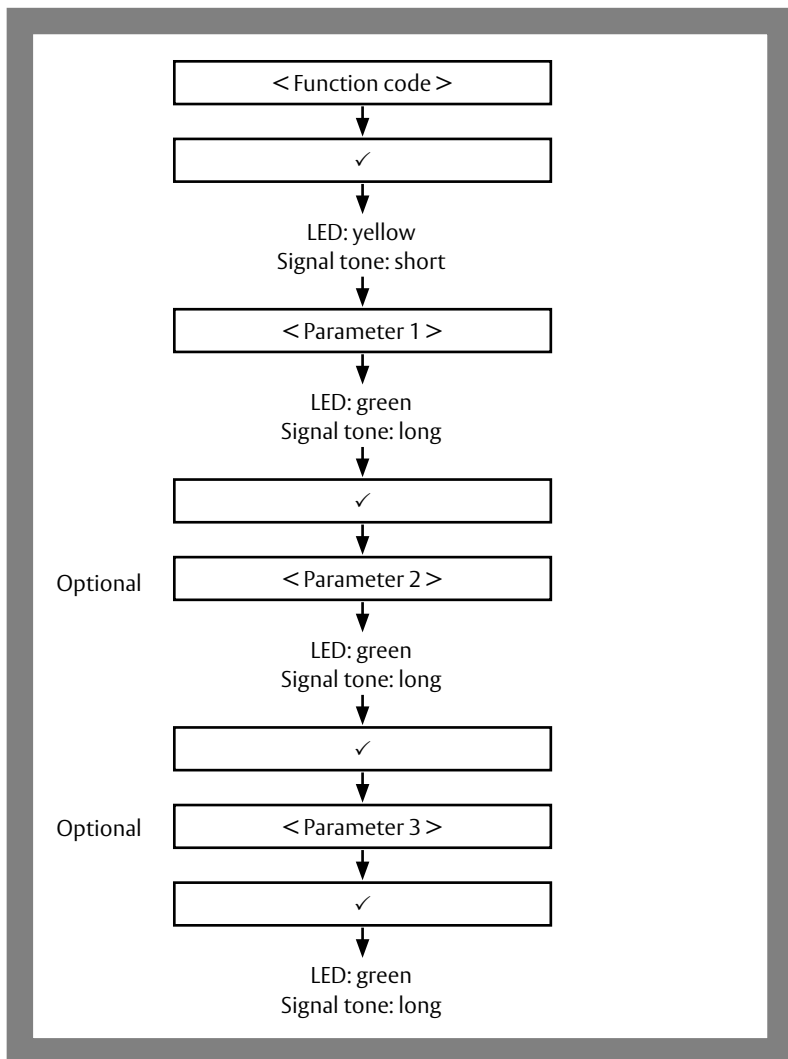 <Function code>
✓
LED: yellow
Signal tone: short
<Parameter 1>
LED: green
Signal tone: long
✓
Optional
<Parameter 2>
LED: green
Signal tone: long
✓
Optional
<Parameter 3>
✓
LED: green
Signal tone: long